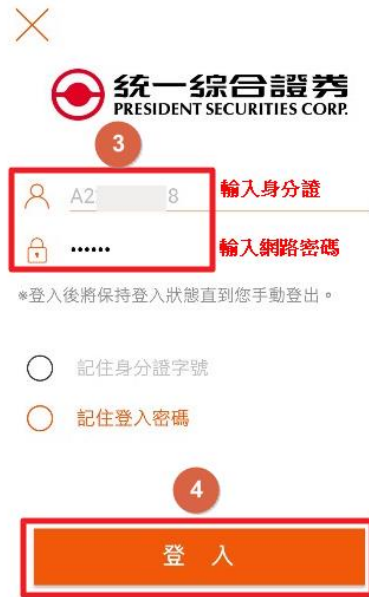 統一綜合證券
PRESIDENT SECURITIES CORP.
3
A2 8 輸入身分證
•••••• 輸入網路密碼
*登入後將保持登入狀態直到您手動登出。
記住身分證字號
記住登入密碼
4
登 入